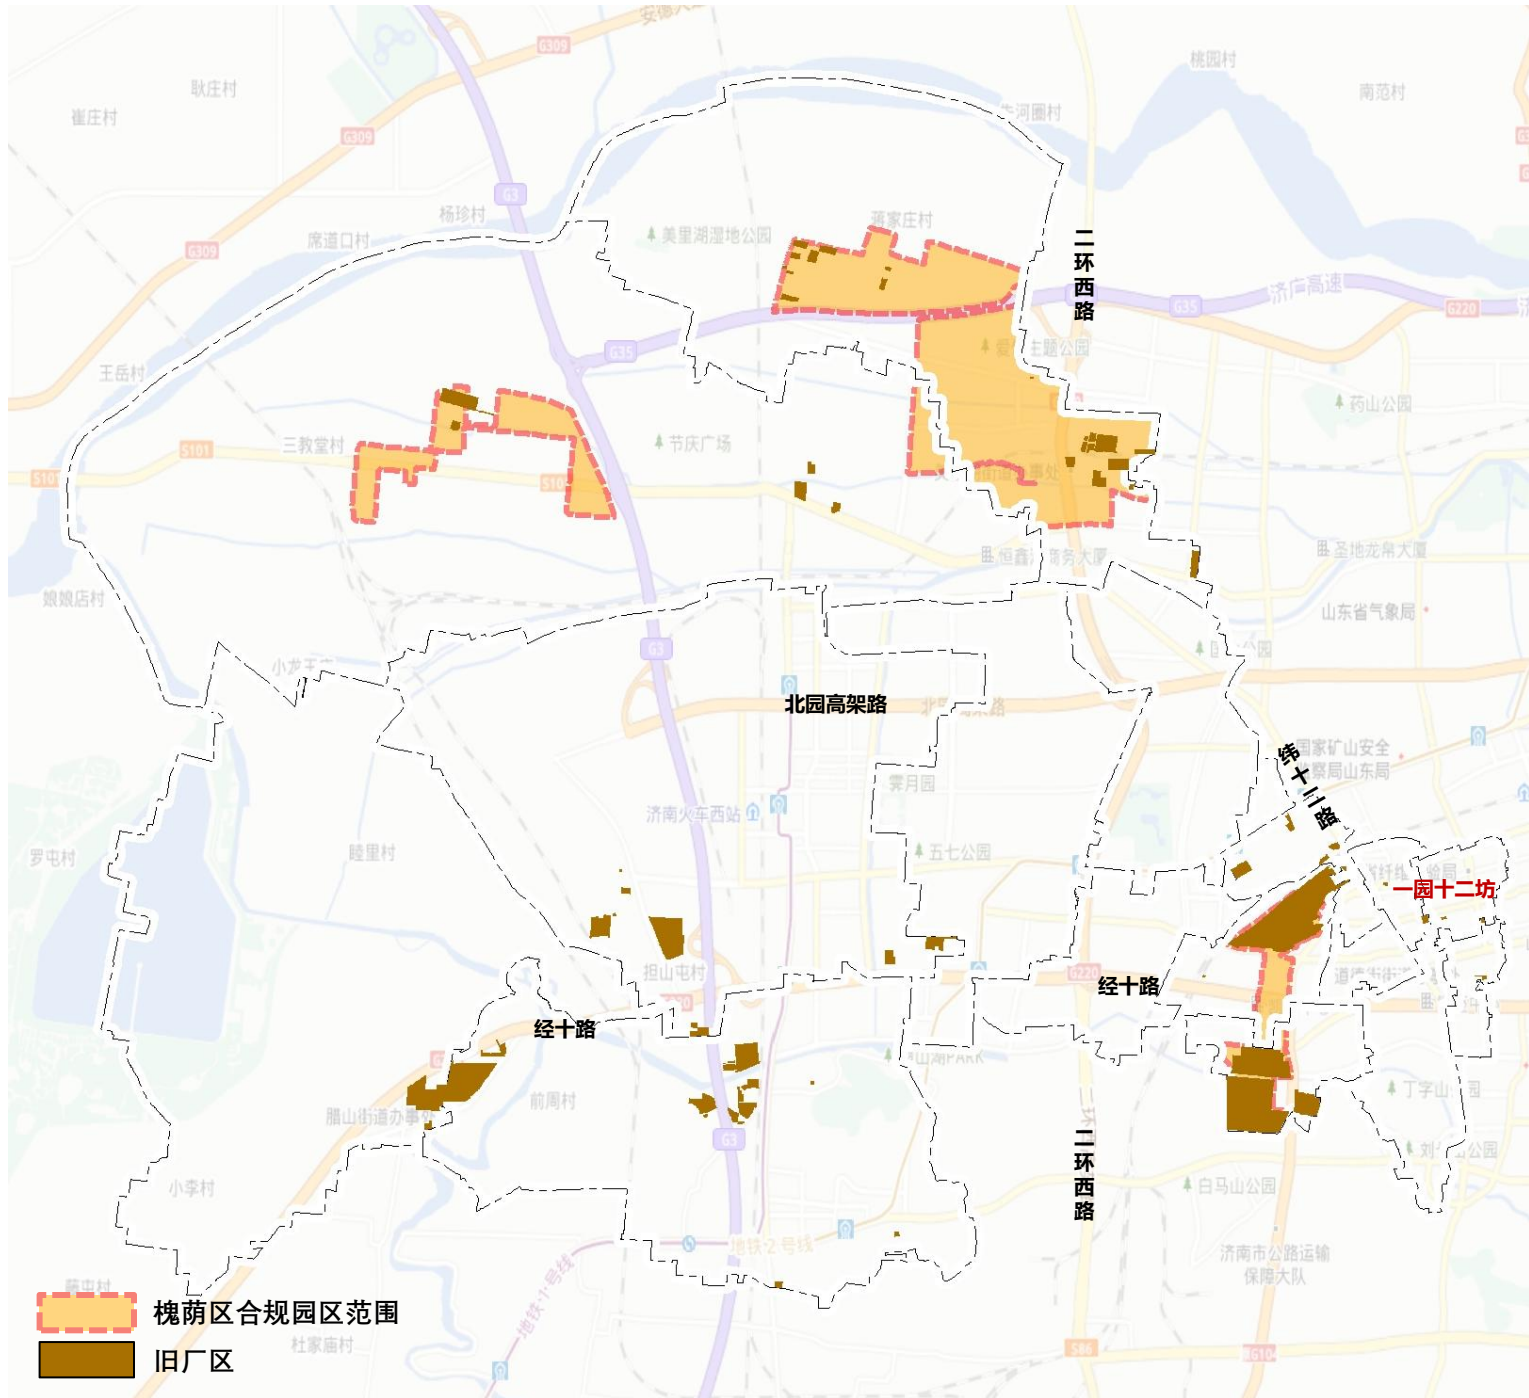 安德
G309
桃园村
耿庄村
南范村
崔庄村
河圈村
G309
G3
杨珍村
蒋家庄村
美里湖湿地公园
席道口村
G309
二环西路
济广高速
G35
G220
G35
主题公园
王岳村
药山公园
节庆广场
三教堂村
S101
S101
圣地龙帛大厦
商务大厦
娘娘店村
山东省气象局
G3
北园高架路
国家矿山安全
监察局山东局
纬十二路
霁月园
济南火车西站
睦里村
五七公园
罗屯村
一园十二坊
担山屯村
G220
经十路
经十路
前周村
丁字山
腊山街道办事处
二环西路
G3
白马山公园
小李村
地铁·2·号线
济南市公路运输
保障大队
地铁·1·号线
杜家庙村
S86
G104
槐荫区合规园区范围
旧厂区